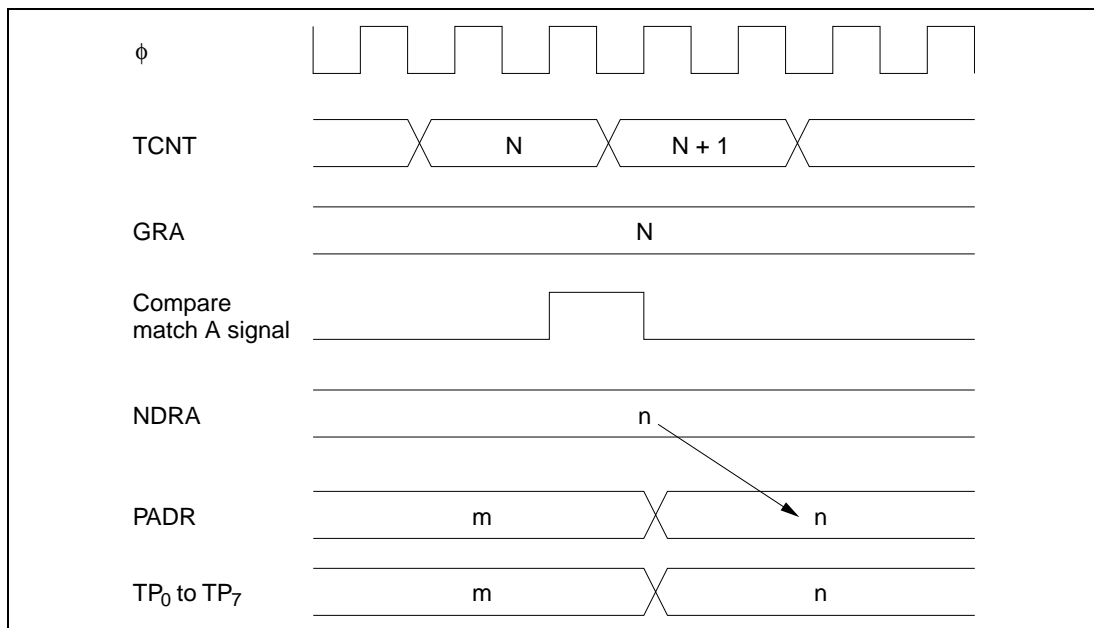 ϕ
TCNT N N + 1
GRA N
Compare
match A signal
NDRA n
PADR m n
TP0 to TP7 m n